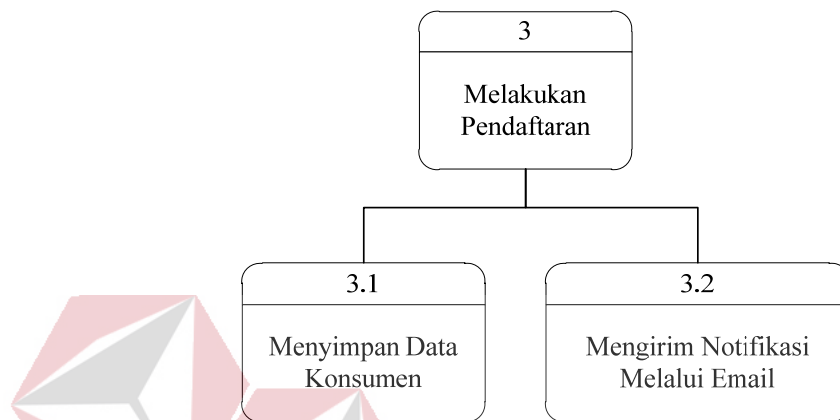 3
Melakukan
Pendaftaran
3.1
3.2
Menyimpan Data
Konsumen
Mengirim Notifikasi
Melalui Email